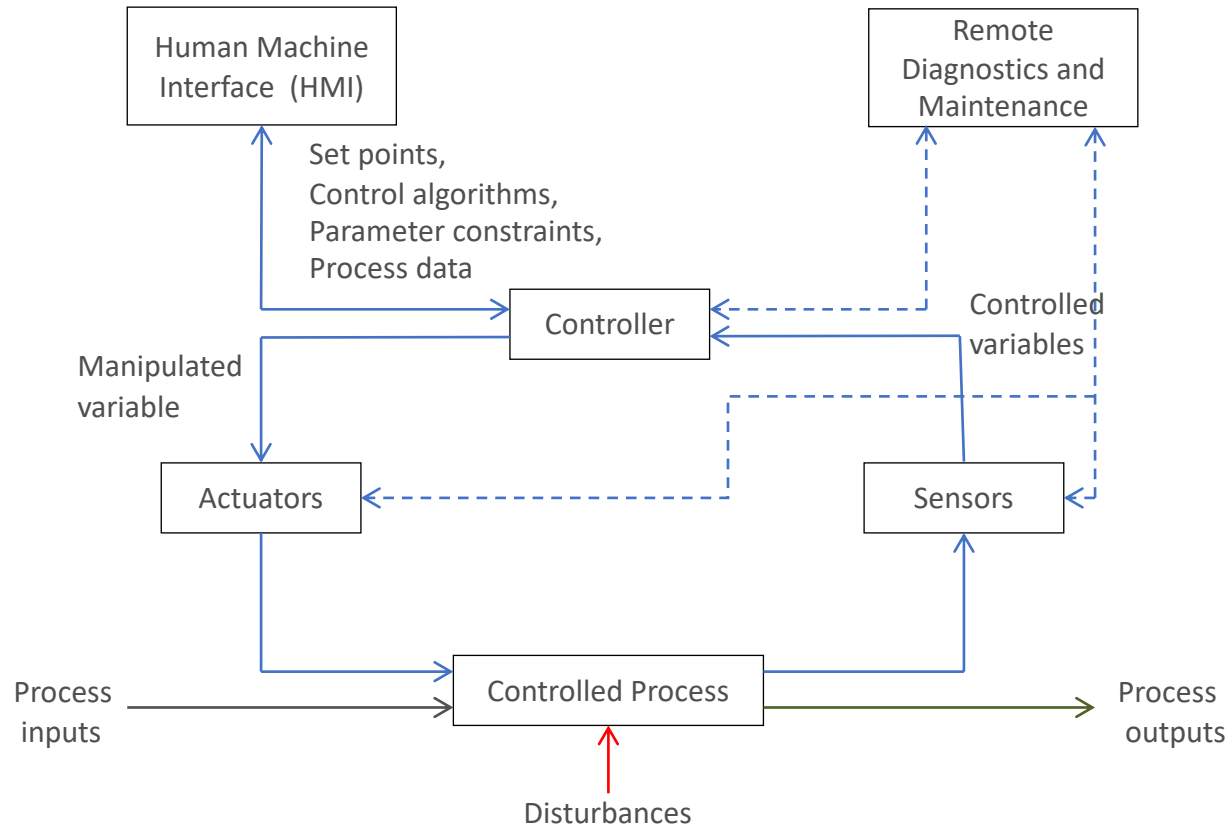 Human Machine
Interface (HMI)
Remote
Diagnostics and
Maintenance
Set points,
Control algorithms,
Parameter constraints,
Process data
Controller
Controlled
variables
Manipulated
variable
Actuators
Sensors
Controlled Process
Process
inputs
Process
outputs
Disturbances